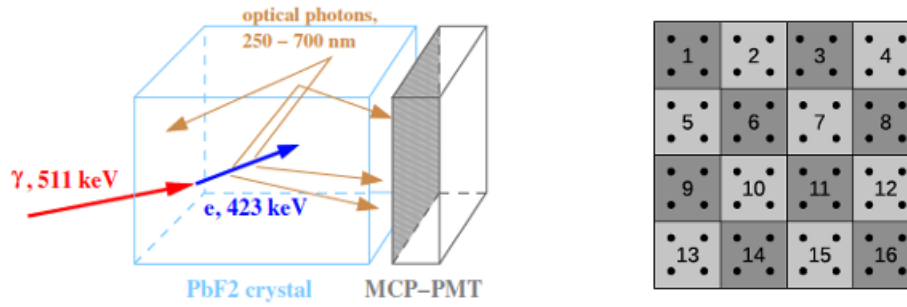 optical photons,
250 – 700 nm
γ, 511 keV
e, 423 keV
PbF2 crystal
MCP–PMT
1 2 3 4
5 6 7 8
9 10 11 12
13 14 15 16